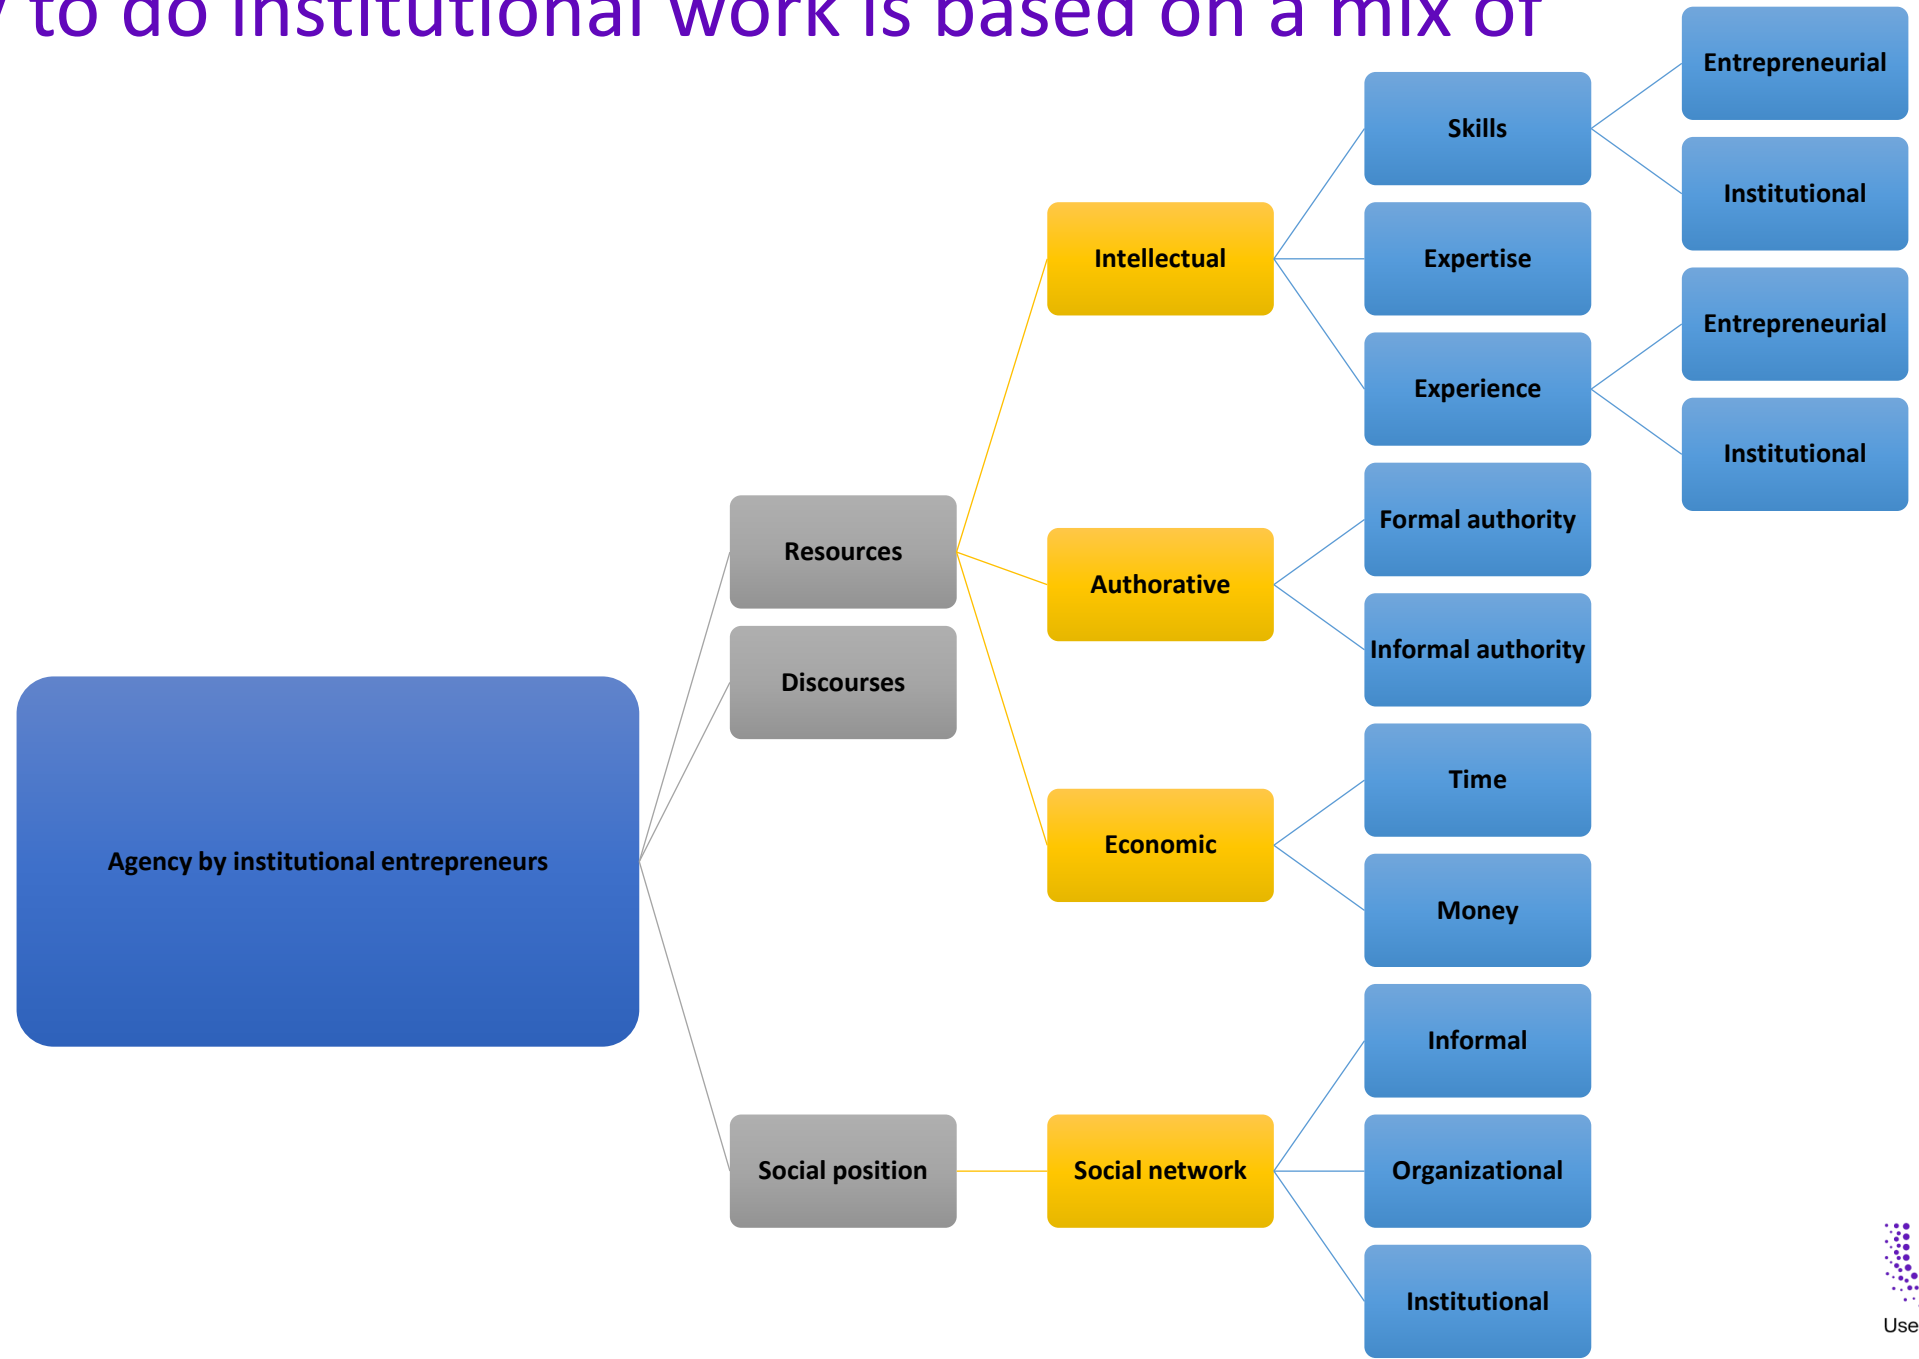 to do institutional work is based on a mix of
Entrepreneurial
Skills
Institutional
Intellectual
Expertise
Entrepreneurial
Experience
Institutional
Formal authority
Resources
Authorative
Informal authority
Discourses
Time
Economic
Agency by institutional entrepreneurs
Money
Informal
Social position
Social network
Organizational
Institutional
Use